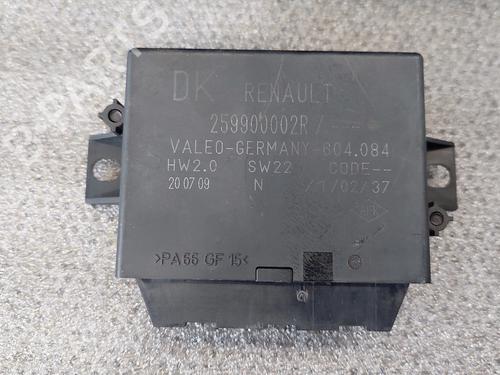 DK RENAULT
259900002R/----
VALEO-GERMANY-604.084
HW2.0 SW22 CODE--
20 07 09 N /1/02/37
>PA66 GF 15<